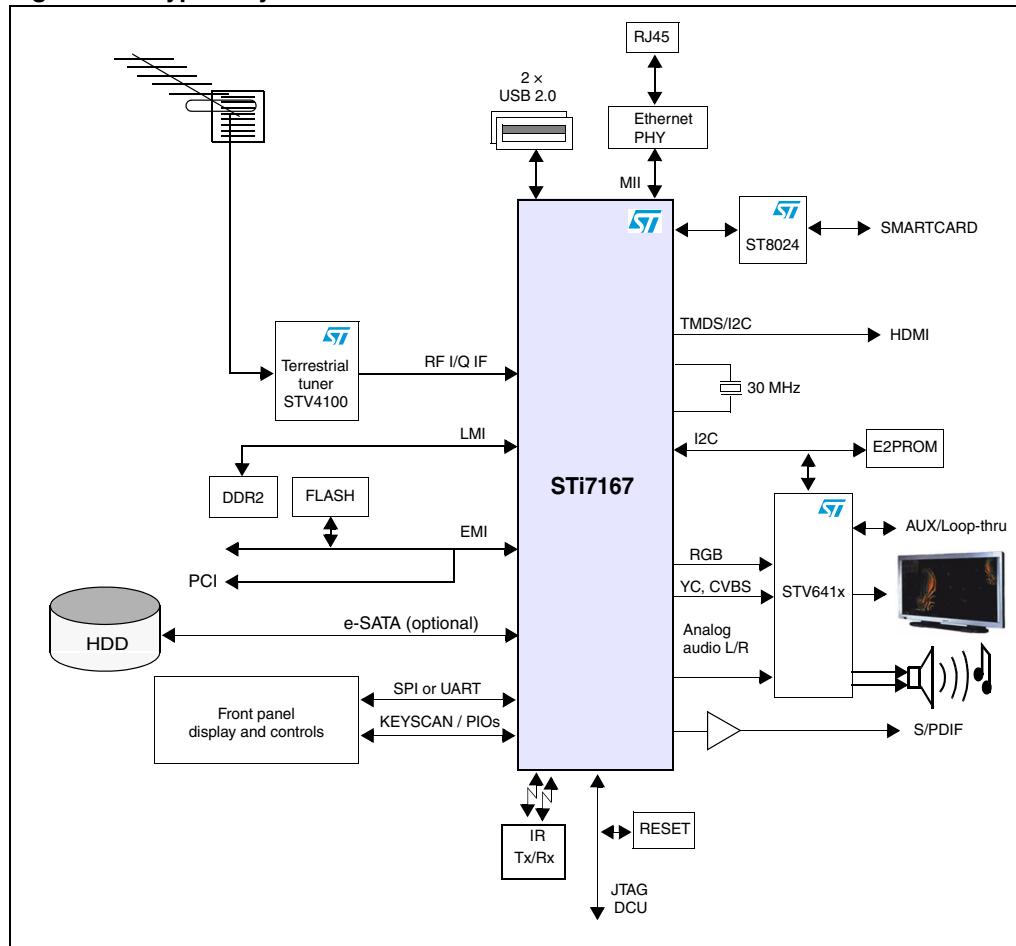 RJ45
2 ×
USB 2.0
Ethernet
PHY
MII
ST
ST8024
SMARTCARD
TMDS/I2C
HDMI
ST
Terrestrial
tuner
STV4100
RF I/Q IF
30 MHz
LMI
I2C
E2PROM
STi7167
DDR2
FLASH
ST
AUX/Loop-thru
EMI
PCI
RGB
YC, CVBS
STV641x
HDD
e-SATA (optional)
Analog
audio L/R
Front panel
display and controls
SPI or UART
KEYSCAN / PIOs
S/PDIF
IR
Tx/Rx
RESET
JTAG
DCU